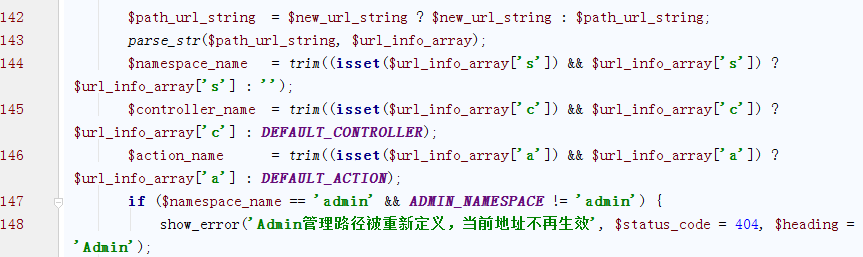 142 $path_url_string = $new_url_string ? $new_url_string : $path_url_string;
143 parse_str($path_url_string, $url_info_array);
144 $namespace_name = trim((isset($url_info_array['s']) && $url_info_array['s']) ?
$url_info_array['s'] : '');
145 $controller_name = trim((isset($url_info_array['c']) && $url_info_array['c']) ?
$url_info_array['c'] : DEFAULT_CONTROLLER);
146 $action_name = trim((isset($url_info_array['a']) && $url_info_array['a']) ?
$url_info_array['a'] : DEFAULT_ACTION);
147 if ($namespace_name == 'admin' && ADMIN_NAMESPACE != 'admin') {
148 show_error('Admin管理路径被重新定义，当前地址不再生效', $status_code = 404, $heading =
'Admin');